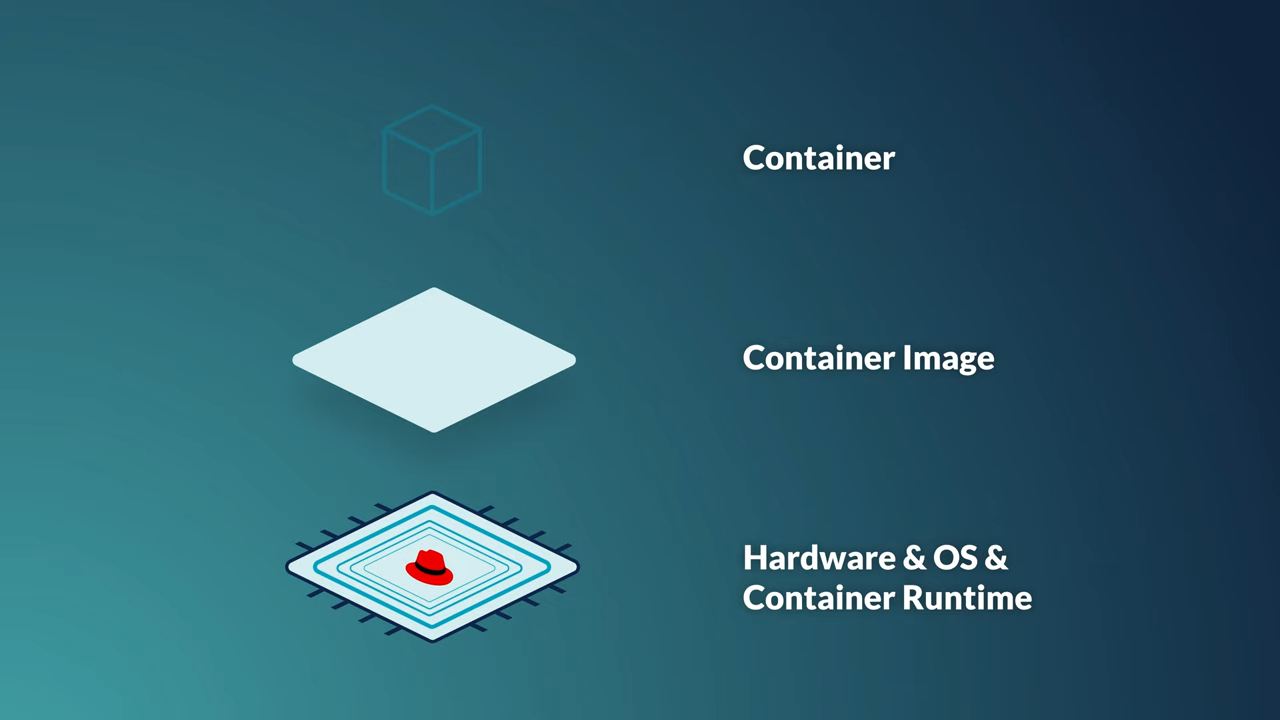 Container
Container Image
Hardware & OS &
Container Runtime